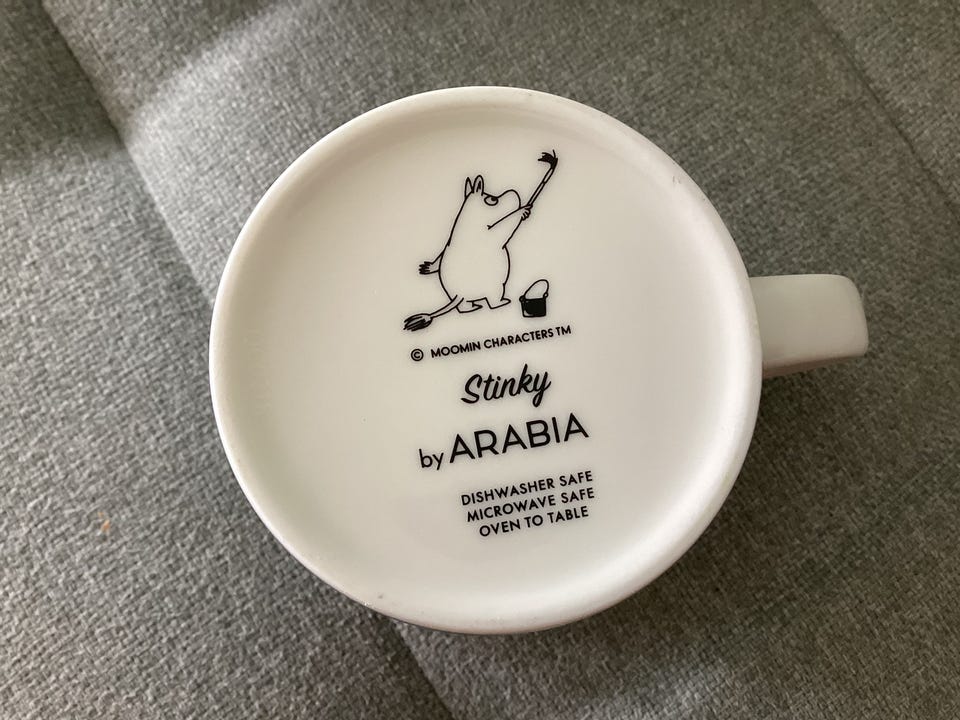 © MOOMIN CHARACTERS TM
Stinky
by ARABIA
DISHWASHER SAFE
MICROWAVE SAFE
OVEN TO TABLE